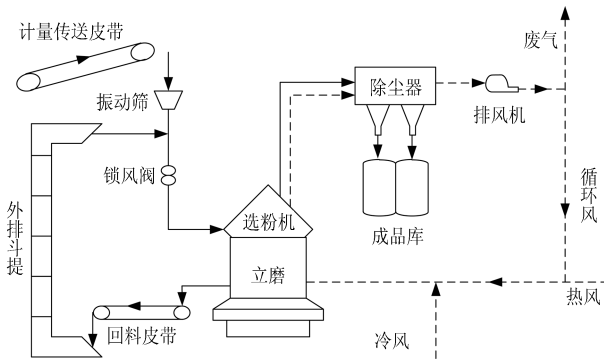 计量传送皮带
废气
除尘器
振动筛
排风机
锁风阀
循环风
外排斗提
选粉机
成品库
立磨
热风
回料皮带
冷风